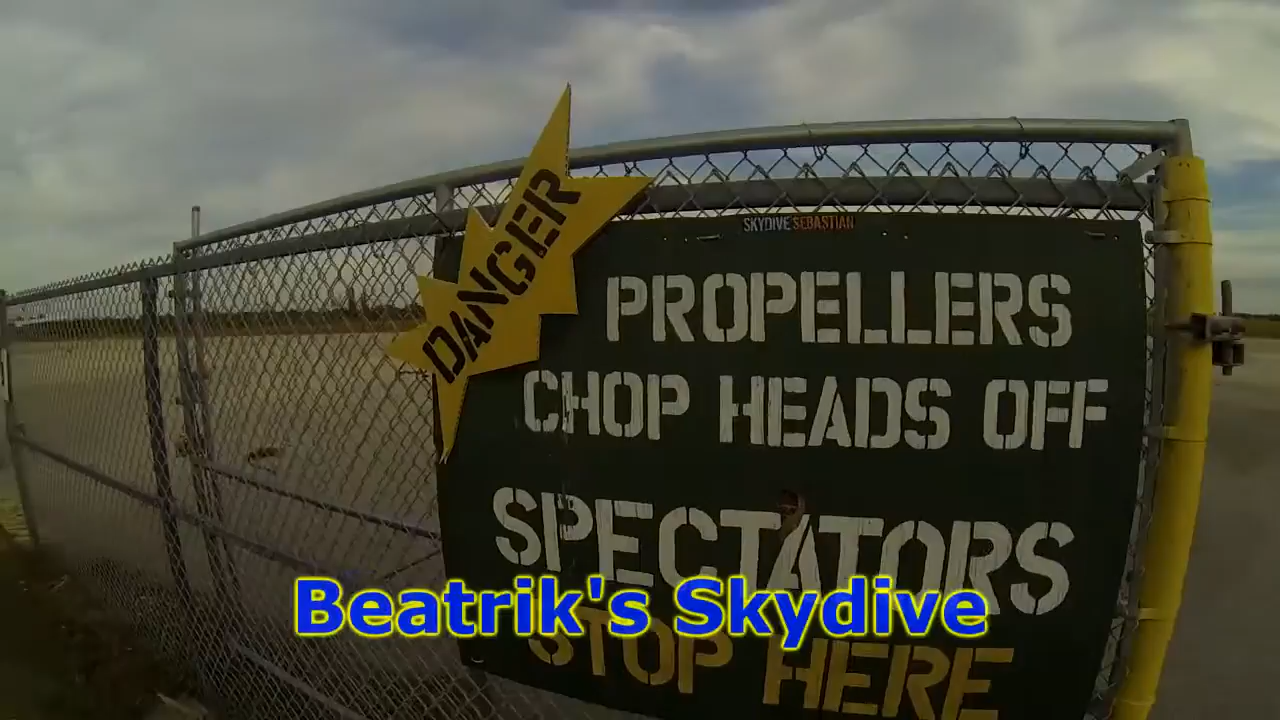 SKYDIVE SEBASTIAN
DANGER
PROPELLERS
CHOP HEADS OFF
SPECTATORS
STOP HERE
Beatrik's Skydive